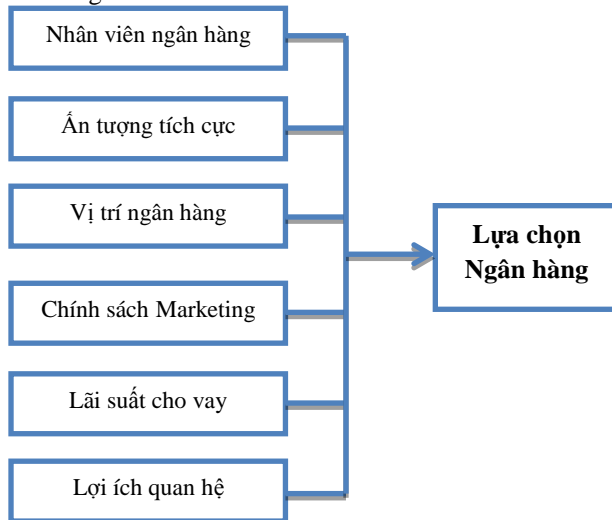 Nhân viên ngân hàng
Ấn tượng tích cực
Vị trí ngân hàng
Chính sách Marketing
Lãi suất cho vay
Lợi ích quan hệ
Lựa chọn
Ngân hàng